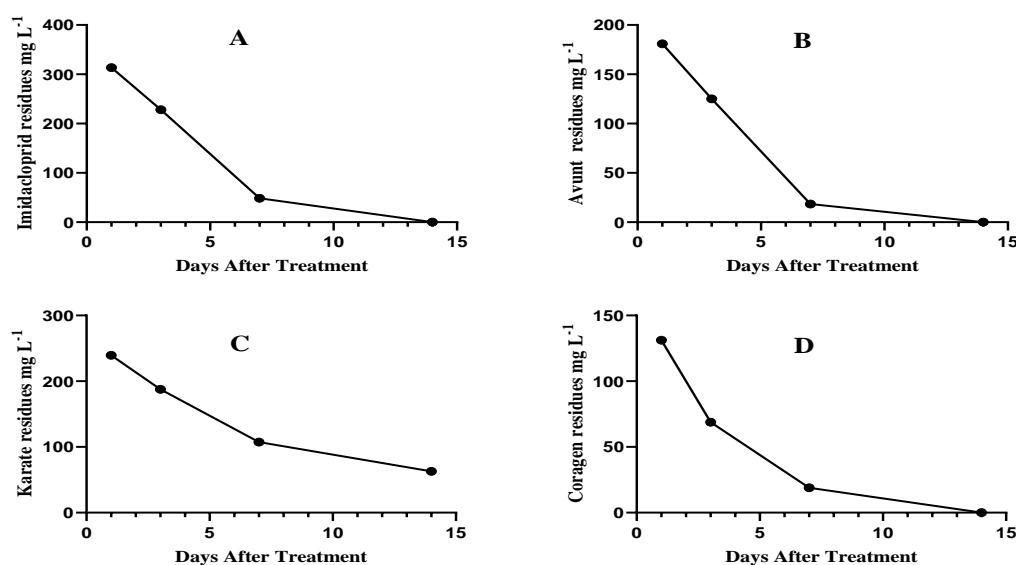 A
Imidacloprid residues mg L-1
400
300
200
100
0
0 5 10 15
Days After Treatment
B
Avunt residues mg L-1
200
150
100
50
0
0 5 10 15
Days After Treatment
C
Karate residues mg L-1
300
200
100
0
0 5 10 15
Days After Treatment
D
Coragen residues mg L-1
150
100
50
0
0 5 10 15
Days After Treatment